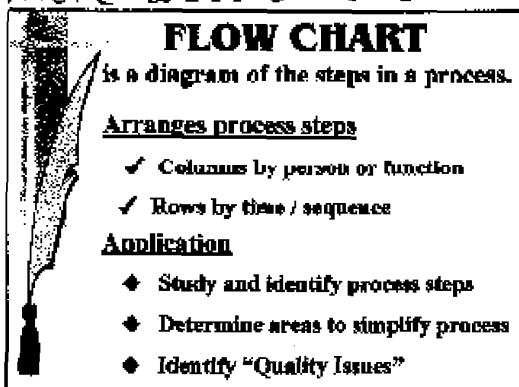 FLOW CHART
is a diagram of the steps in a process.
Arranges process steps
✓ Columns by person or function
✓ Rows by time / sequence
Application
◆ Study and identify process steps
◆ Determine areas to simplify process
◆ Identify "Quality Issues"